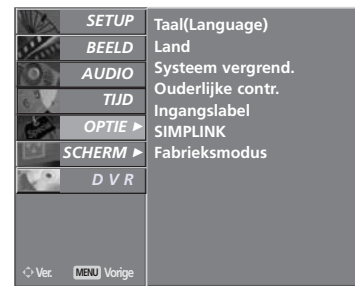 SETUP
BEELD
AUDIO
TIJD
OPTIE ►
SCHERM ►
D V R
Taal(Language)
Land
Systeem vergrend.
Ouderlijke contr.
Ingangslabel
SIMPLINK
Fabrieksmodus
Ver. MENU Vorige